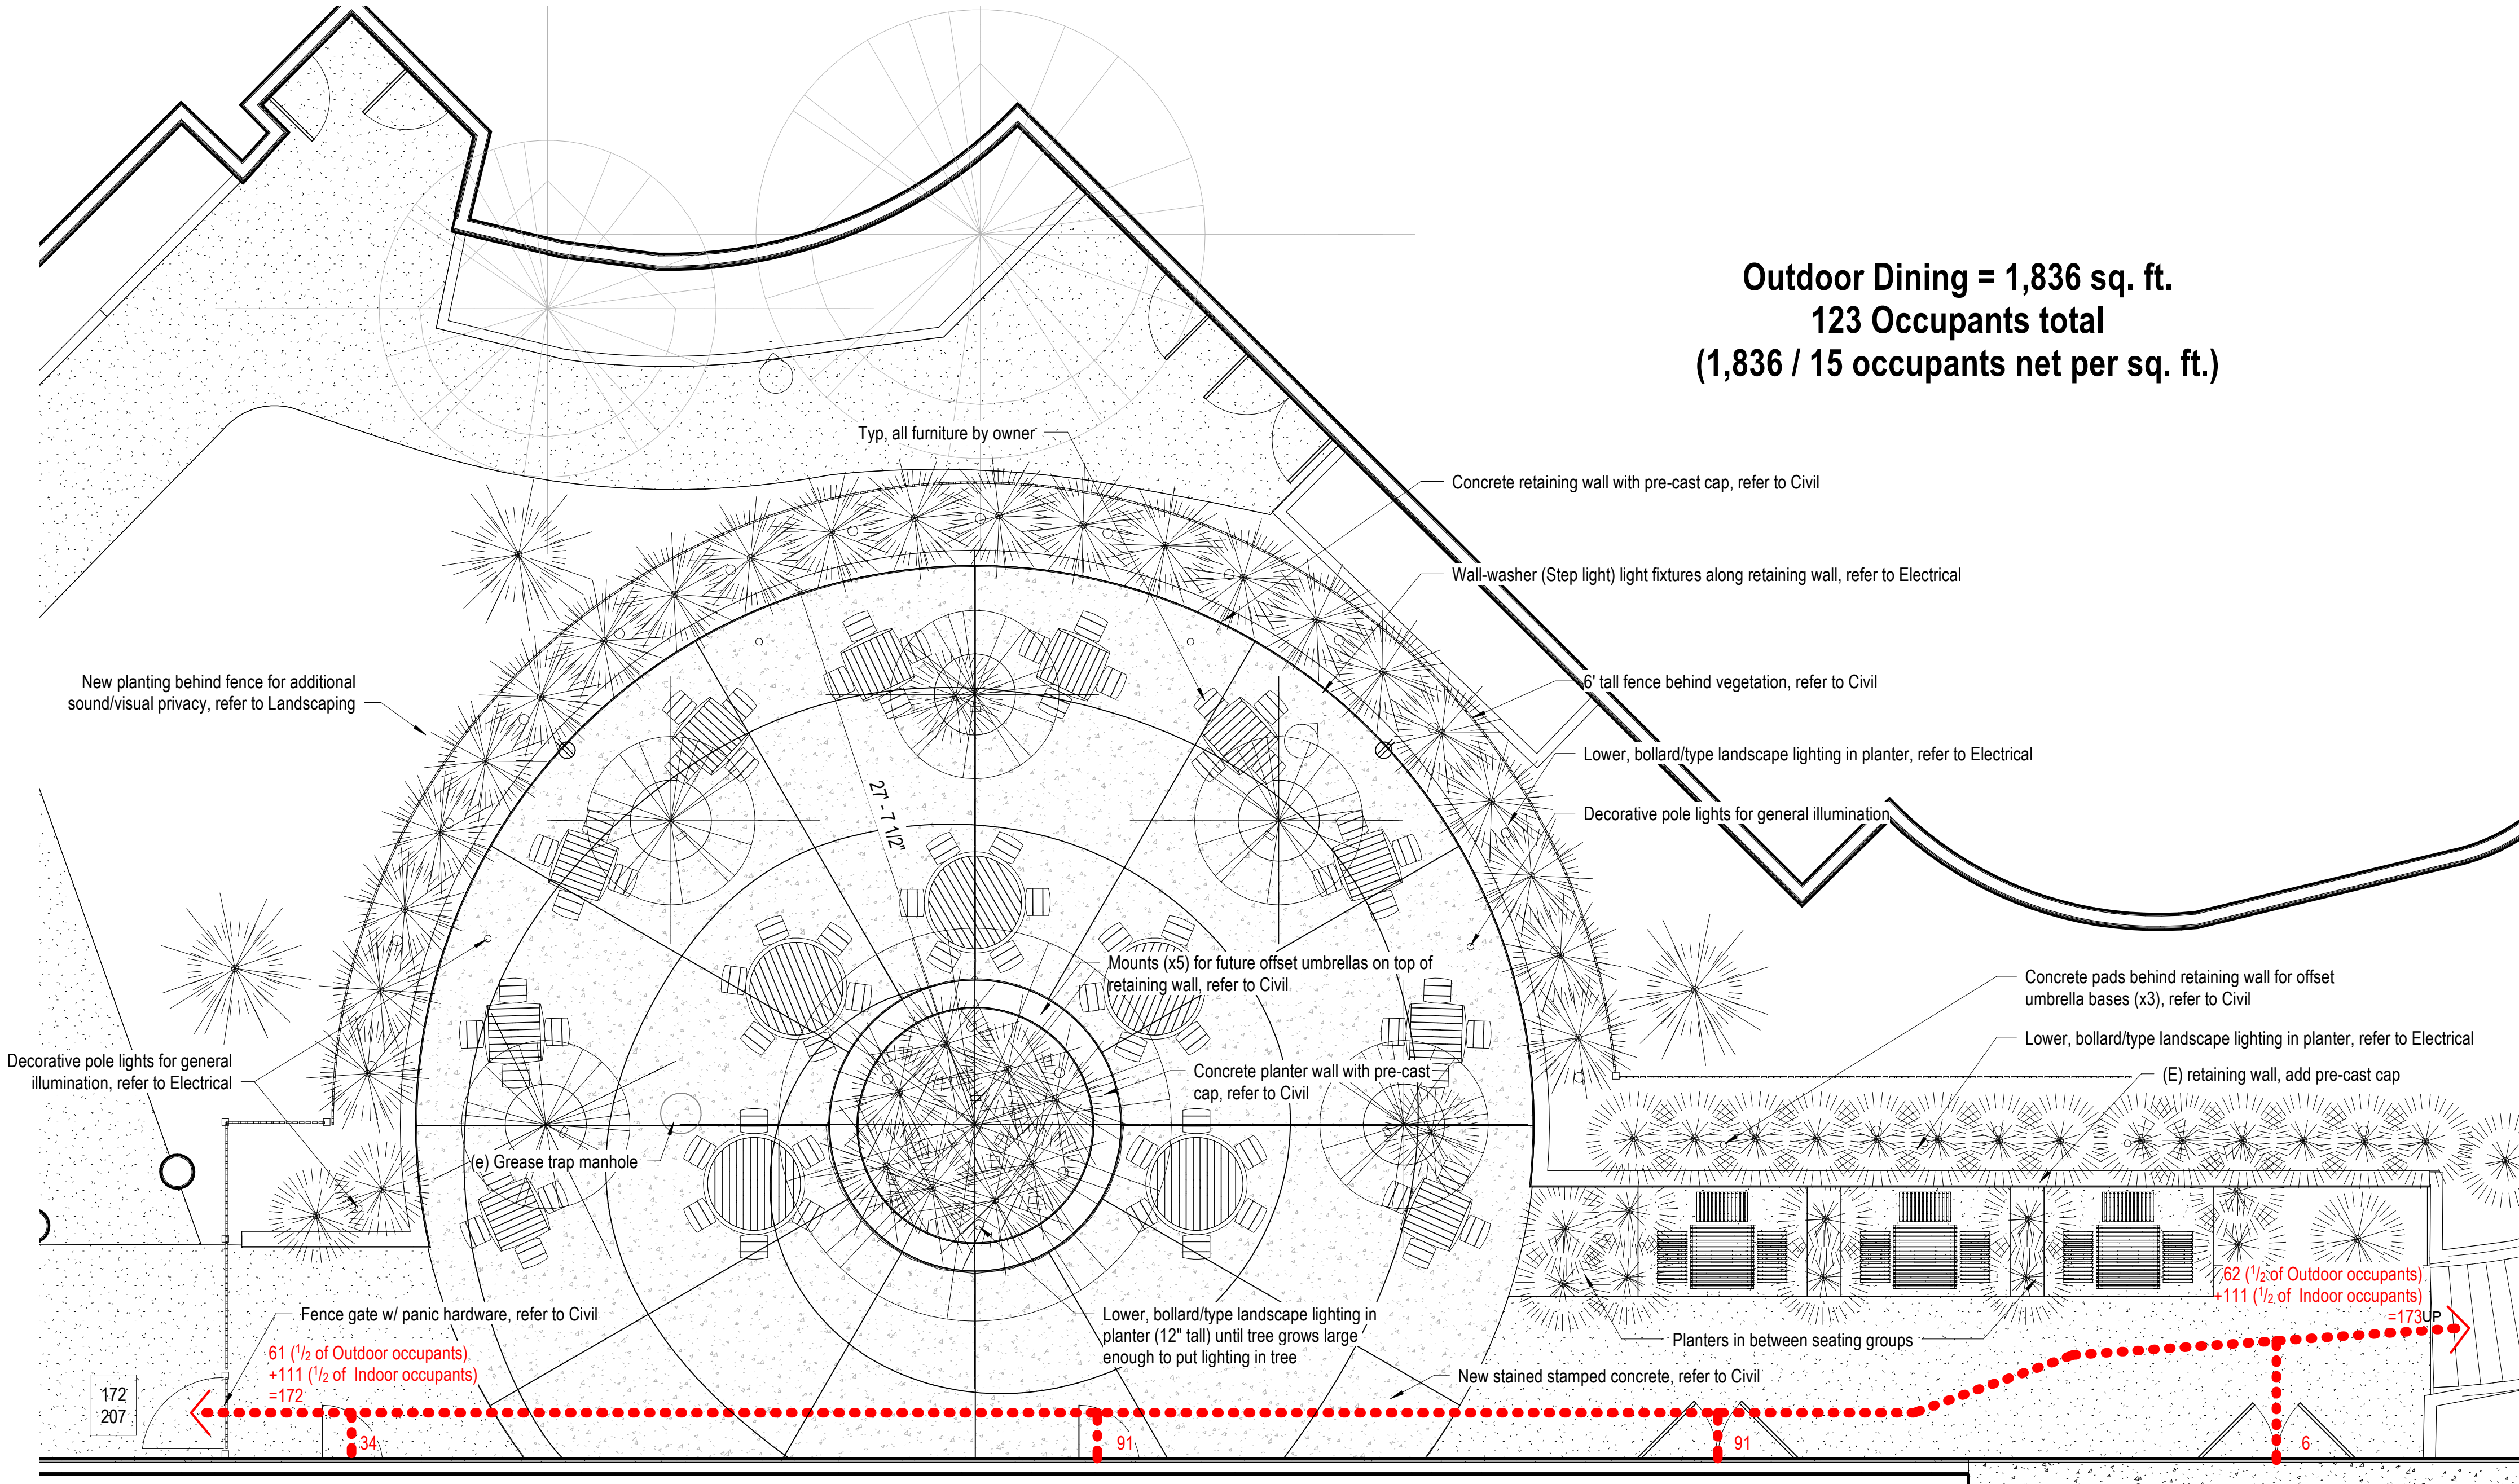 Outdoor Dining = 1,836 sq. ft.
123 Occupants total
(1,836 / 15 occupants net per sq. ft.)
Typ, all furniture by owner
Concrete retaining wall with pre-cast cap, refer to Civil
Wall-washer (Step light) light fixtures along retaining wall, refer to Electrical
New planting behind fence for additional
sound/visual privacy, refer to Landscaping
6' tall fence behind vegetation, refer to Civil
Lower, bollard/type landscape lighting in planter, refer to Electrical
Decorative pole lights for general illumination
27' - 7 1/2"
Mounts (x5) for future offset umbrellas on top of
retaining wall, refer to Civil
Concrete pads behind retaining wall for offset
umbrella bases (x3), refer to Civil
Lower, bollard/type landscape lighting in planter, refer to Electrical
Decorative pole lights for general
illumination, refer to Electrical
Concrete planter wall with pre-cast
cap, refer to Civil
(E) retaining wall, add pre-cast cap
(e) Grease trap manhole
Fence gate w/ panic hardware, refer to Civil
61 (1/2 of Outdoor occupants)
+111 (1/2 of Indoor occupants)
=172
172
207
Lower, bollard/type landscape lighting in
planter (12" tall) until tree grows large
enough to put lighting in tree
62 (1/2 of Outdoor occupants)
+111 (1/2 of Indoor occupants)
=173
UP
Planters in between seating groups
New stained stamped concrete, refer to Civil
34
91
91
6